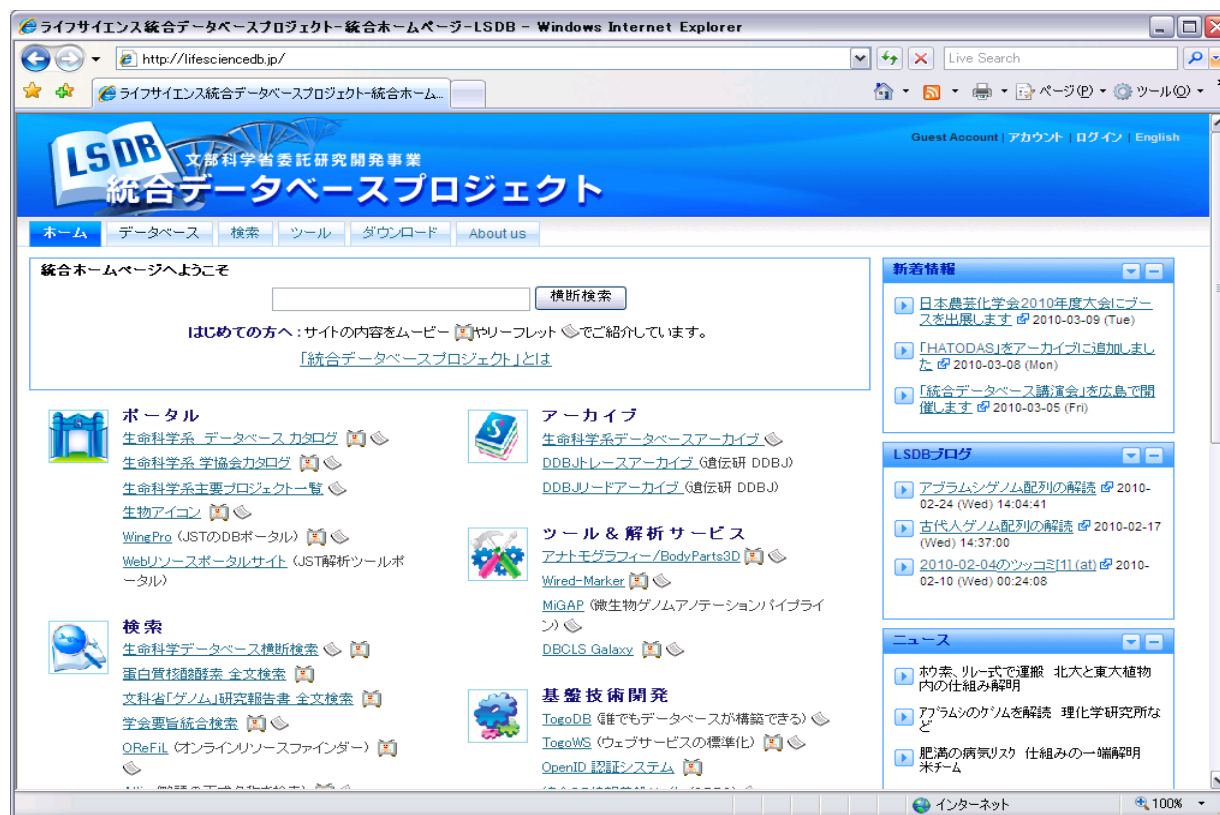 ライフサイエンス統合データベースプロジェクト-統合ホームページ-LSDB - Windows Internet Explorer
http://lifesciencedb.jp/
Live Search
ライフサイエンス統合データベースプロジェクト-統合ホーム...
ページ(P)
ツール(O)
Guest Account | アカウント | ログイン | English
LSDB
文部科学省委託研究開発事業
統合データベースプロジェクト
ホーム
データベース
検索
ツール
ダウンロード
About us
統合ホームページへようこそ
横断検索
はじめての方へ : サイトの内容をムービーやリーフレットでご紹介しています。
「統合データベースプロジェクト」とは
ポータル
生命科学系 データベース カタログ
生命科学系 学協会カタログ
生命科学系主要プロジェクト一覧
生物アイコン
WingPro (JSTのDBポータル)
Webリソースポータルサイト (JST解析ツールポ
ータル)
検索
生命科学データベース横断検索
蛋白質核酸酵素 全文検索
文科省「ゲノム」研究報告書 全文検索
学会要旨統合検索
OReFiL (オンラインリソースファインダー)
アーカイブ
生命科学系データベースアーカイブ
DDBJトレースアーカイブ (遺伝研 DDBJ)
DDBJリードアーカイブ (遺伝研 DDBJ)
ツール & 解析サービス
アナトモグラフィー/BodyParts3D
Wired-Marker
MiGAP (微生物ゲノムアノテーションパイプライ
ン)
DBCLS Galaxy
基盤技術開発
TogoDB (誰でもデータベースが構築できる)
TogoWS (ウェブサービスの標準化)
OpenID 認証システム
新着情報
日本農芸化学会2010年度大会にブー
スを出展します 2010-03-09 (Tue)
「HATODAS」をアーカイブに追加しまし
た 2010-03-08 (Mon)
「統合データベース講演会」を広島で開
催します 2010-03-05 (Fri)
LSDBブログ
アブラムシゲノム配列の解読 2010-
02-24 (Wed) 14:04:41
古代人ゲノム配列の解読 2010-02-17
(Wed) 14:37:00
2010-02-04のツッコミ[1] (at) 2010-
02-10 (Wed) 00:24:08
ニュース
ホウ素、リレー式で運搬 北大と東大植物
内の仕組み解明
アブラムシのゲノムを解読 理化学研究所な
ど
肥満の病気リスク 仕組みの一端解明
米チーム
インターネット
100%